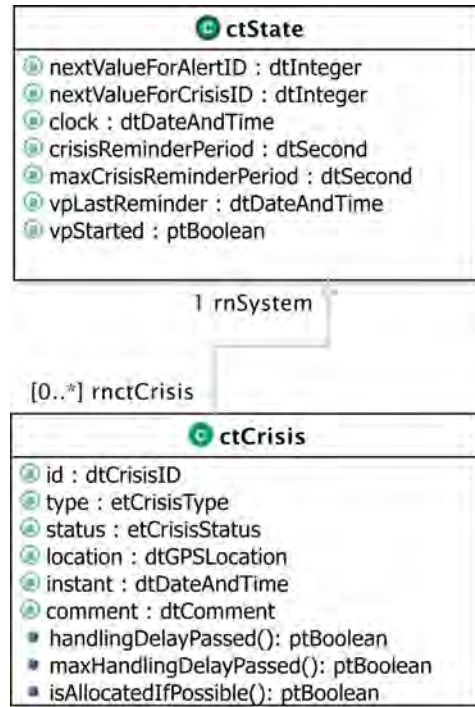 ctState
nextValueForAlertID : dtInteger
nextValueForCrisisID : dtInteger
clock : dtDateAndTime
crisisReminderPeriod : dtSecond
maxCrisisReminderPeriod : dtSecond
vpLastReminder : dtDateAndTime
vpStarted : ptBoolean
1 rnSystem
[0..*] rnctCrisis
ctCrisis
id : dtCrisisID
type : etCrisisType
status : etCrisisStatus
location : dtGPSLocation
instant : dtDateAndTime
comment : dtComment
handlingDelayPassed(): ptBoolean
maxHandlingDelayPassed(): ptBoolean
isAllocatedIfPossible(): ptBoolean